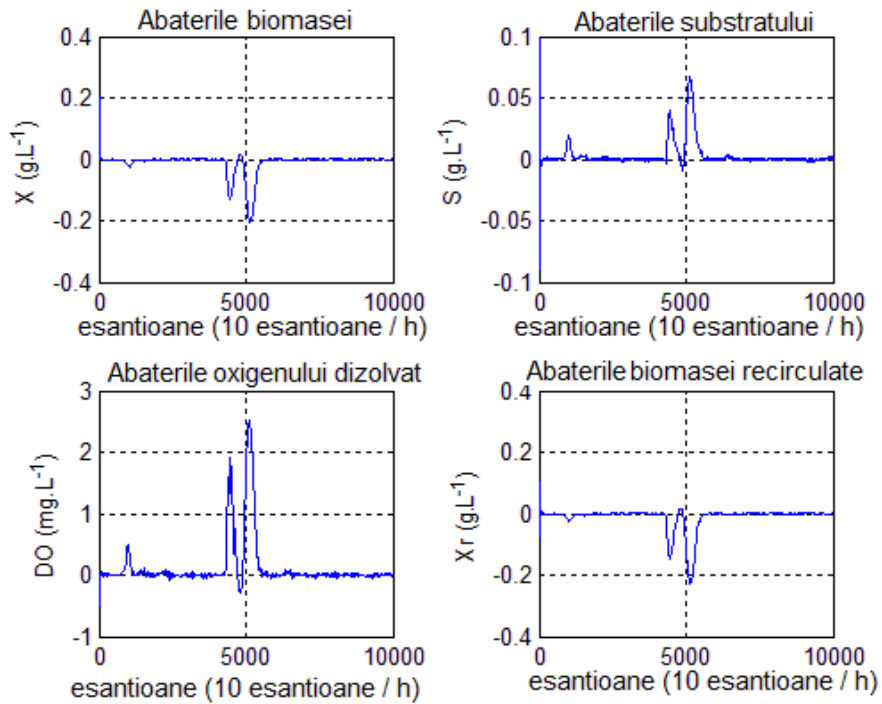 Abaterile biomasei
0.4
0.2
0
-0.2
-0.4
X (g.L⁻¹)
0 5000 10000
esantioane (10 esantioane / h)
Abaterile substratului
0.1
0.05
0
-0.05
-0.1
S (g.L⁻¹)
0 5000 10000
esantioane (10 esantioane / h)
Abaterile oxigenului dizolvat
3
2
1
0
-1
DO (mg.L⁻¹)
0 5000 10000
esantioane (10 esantioane / h)
Abaterile biomasei recirculate
0.4
0.2
0
-0.2
-0.4
Xr (g.L⁻¹)
0 5000 10000
esantioane (10 esantioane / h)